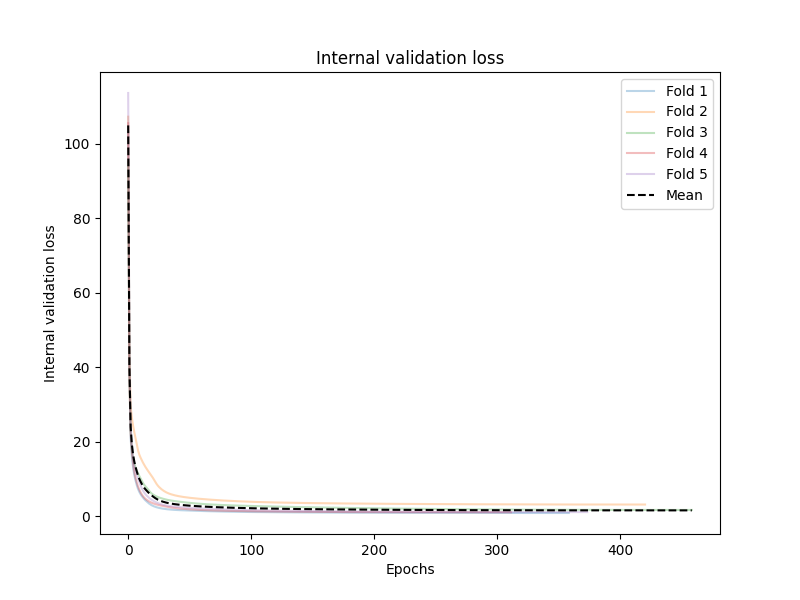 Internal validation loss
Fold 1
Fold 2
Fold 3
Fold 4
Fold 5
Mean
100
80
60
40
20
0
Internal validation loss
0 100 200 300 400
Epochs